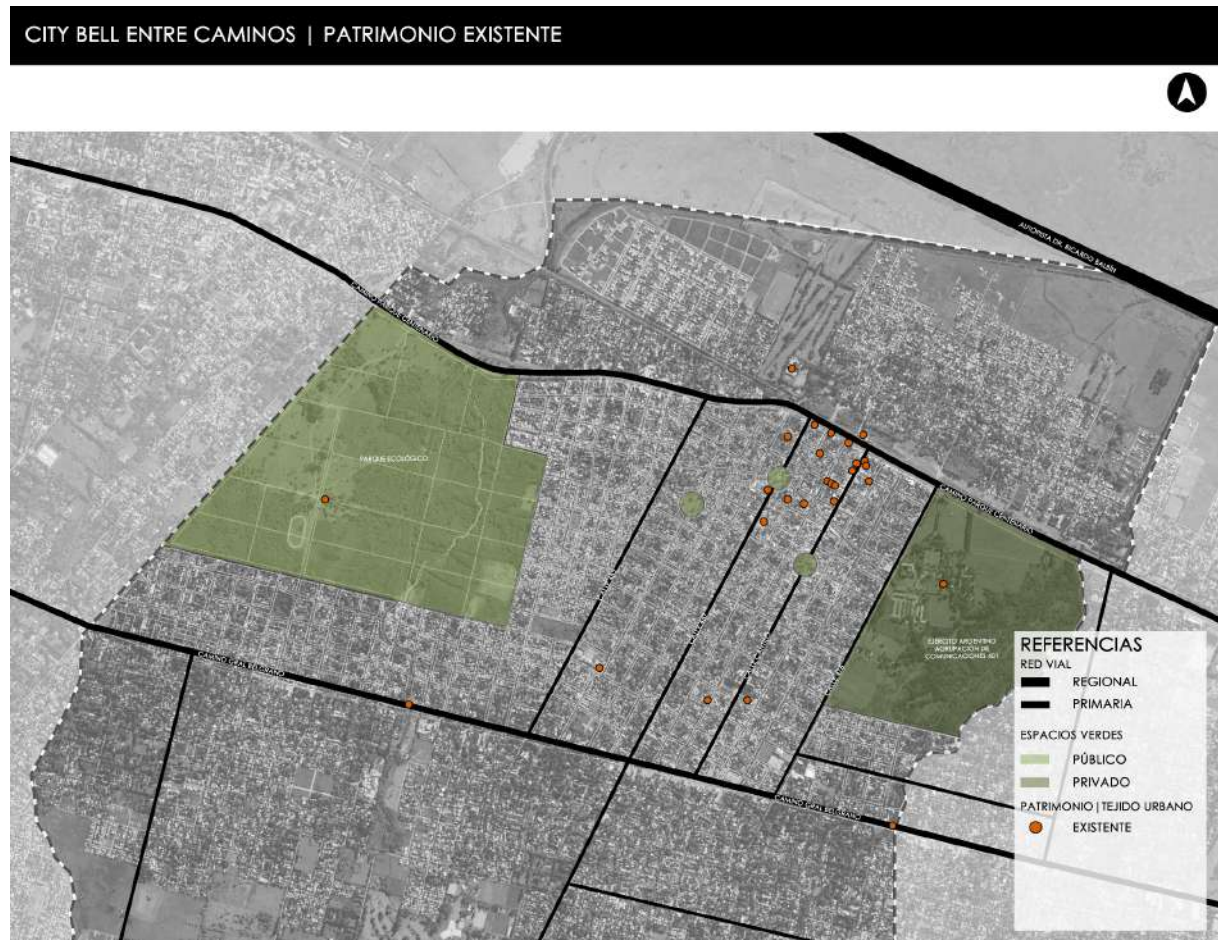 CITY BELL ENTRE CAMINOS | PATRIMONIO EXISTENTE
AUTOPISTA DR. RICARDO BALBÍN
CAMINO PARQUE CENTENARIO
PARQUE ECOLÓGICO
CAMINO PARQUE CENTENARIO
EJÉRCITO ARGENTINO
AGRUPACIÓN DE
COMUNICACIONES 601
CAMINO GRAL BELGRANO
CAMINO GRAL BELGRANO
REFERENCIAS
RED VIAL
REGIONAL
PRIMARIA
ESPACIOS VERDES
PÚBLICO
PRIVADO
PATRIMONIO | TEJIDO URBANO
EXISTENTE